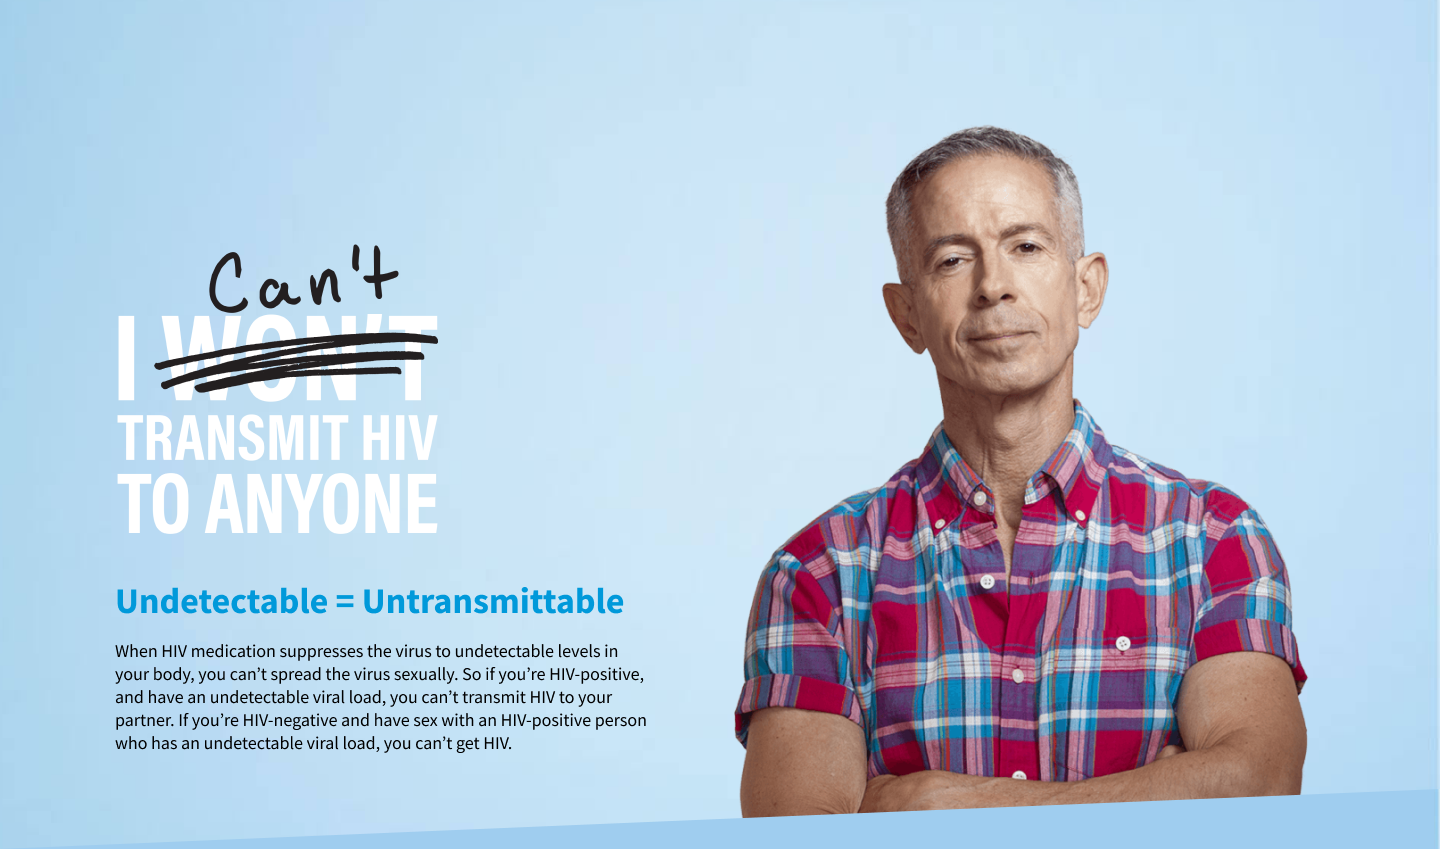 Can't
I WON'T
TRANSMIT HIV
TO ANYONE
Undetectable = Untransmittable
When HIV medication suppresses the virus to undetectable levels in
your body, you can’t spread the virus sexually. So if you’re HIV-positive,
and have an undetectable viral load, you can’t transmit HIV to your
partner. If you’re HIV-negative and have sex with an HIV-positive person
who has an undetectable viral load, you can’t get HIV.